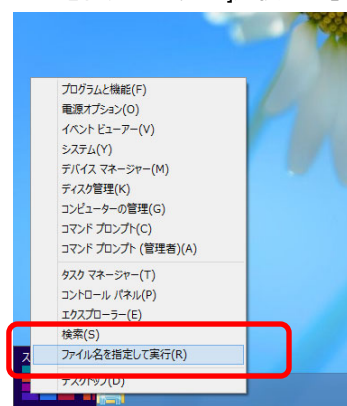 プログラムと機能(F)
電源オプション(O)
イベント ビューアー(V)
システム(Y)
デバイス マネージャー(M)
ディスク管理(K)
コンピューターの管理(G)
コマンド プロンプト(C)
コマンド プロンプト (管理者)(A)
タスク マネージャー(T)
コントロール パネル(P)
エクスプローラー(E)
検索(S)
ファイル名を指定して実行(R)
デスクトップ(D)